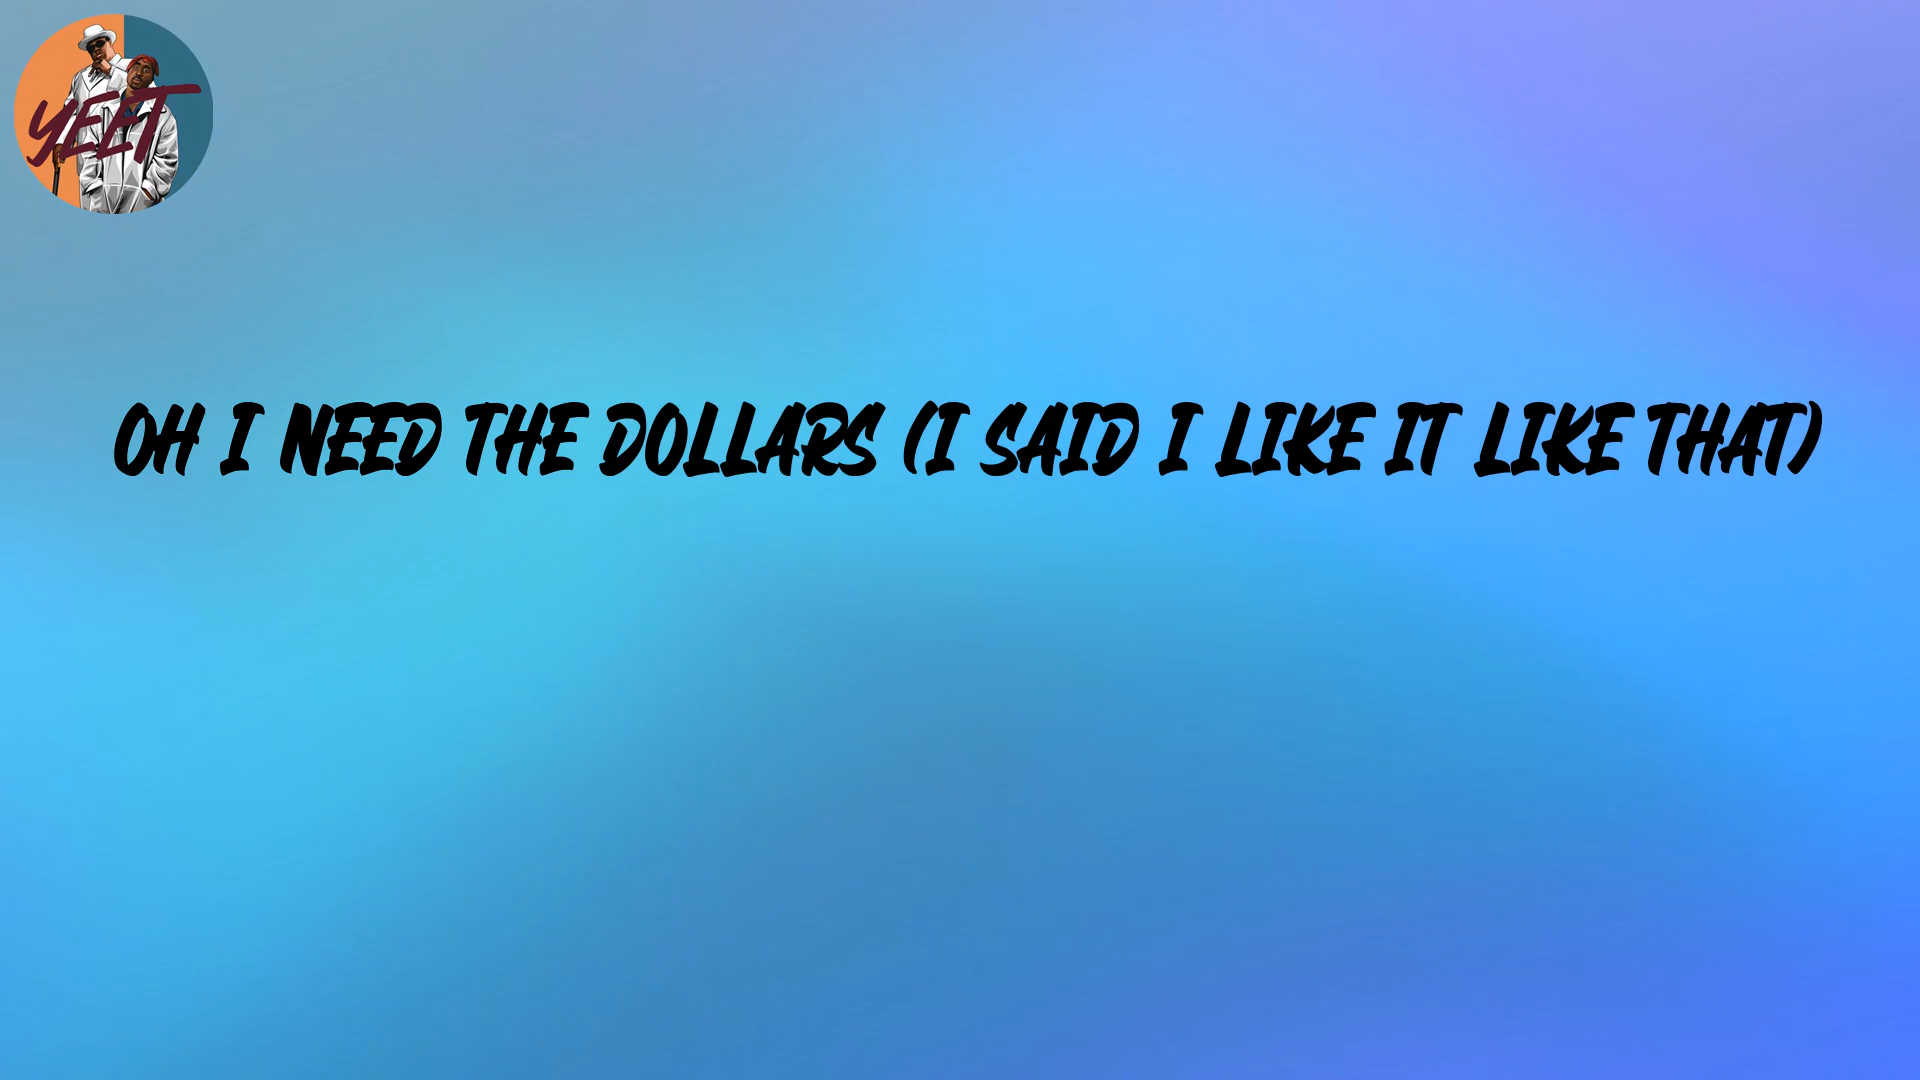 YEET
OH I NEED THE DOLLARS (I SAID I LIKE IT LIKE THAT)